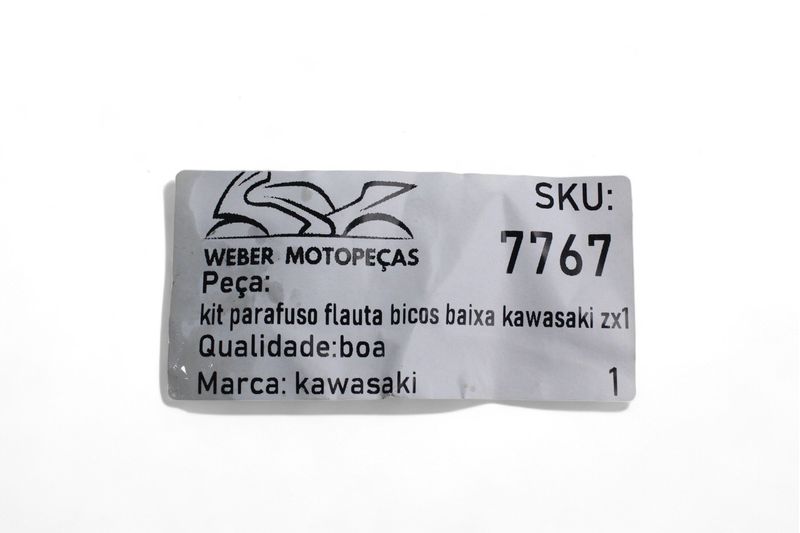 SKU:
7767
WEBER MOTOPEÇAS
Peça:
kit parafuso flauta bicos baixa kawasaki zx1
Qualidade:boa
Marca: kawasaki 1